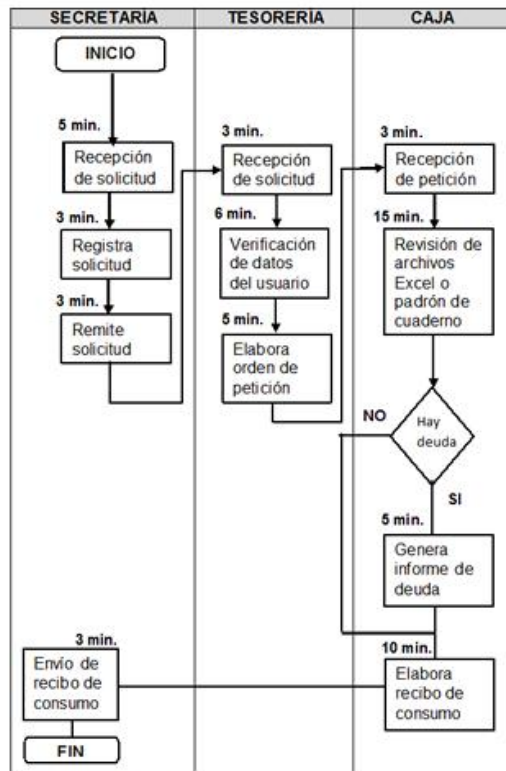 SECRETARÍA TESORERÍA CAJA
INICIO
5 min.
Recepción
de solicitud
3 min.
Registra
solicitud
3 min.
Remite
solicitud
3 min.
Recepción
de solicitud
6 min.
Verificación
de datos
del usuario
5 min.
Elabora
orden de
petición
3 min.
Recepción
de petición
15 min.
Revisión de
archivos
Excel o
padrón de
cuaderno
Hay
deuda
NO
SI
5 min.
Genera
informe de
deuda
10 min.
Elabora
recibo de
consumo
3 min.
Envío de
recibo de
consumo
FIN